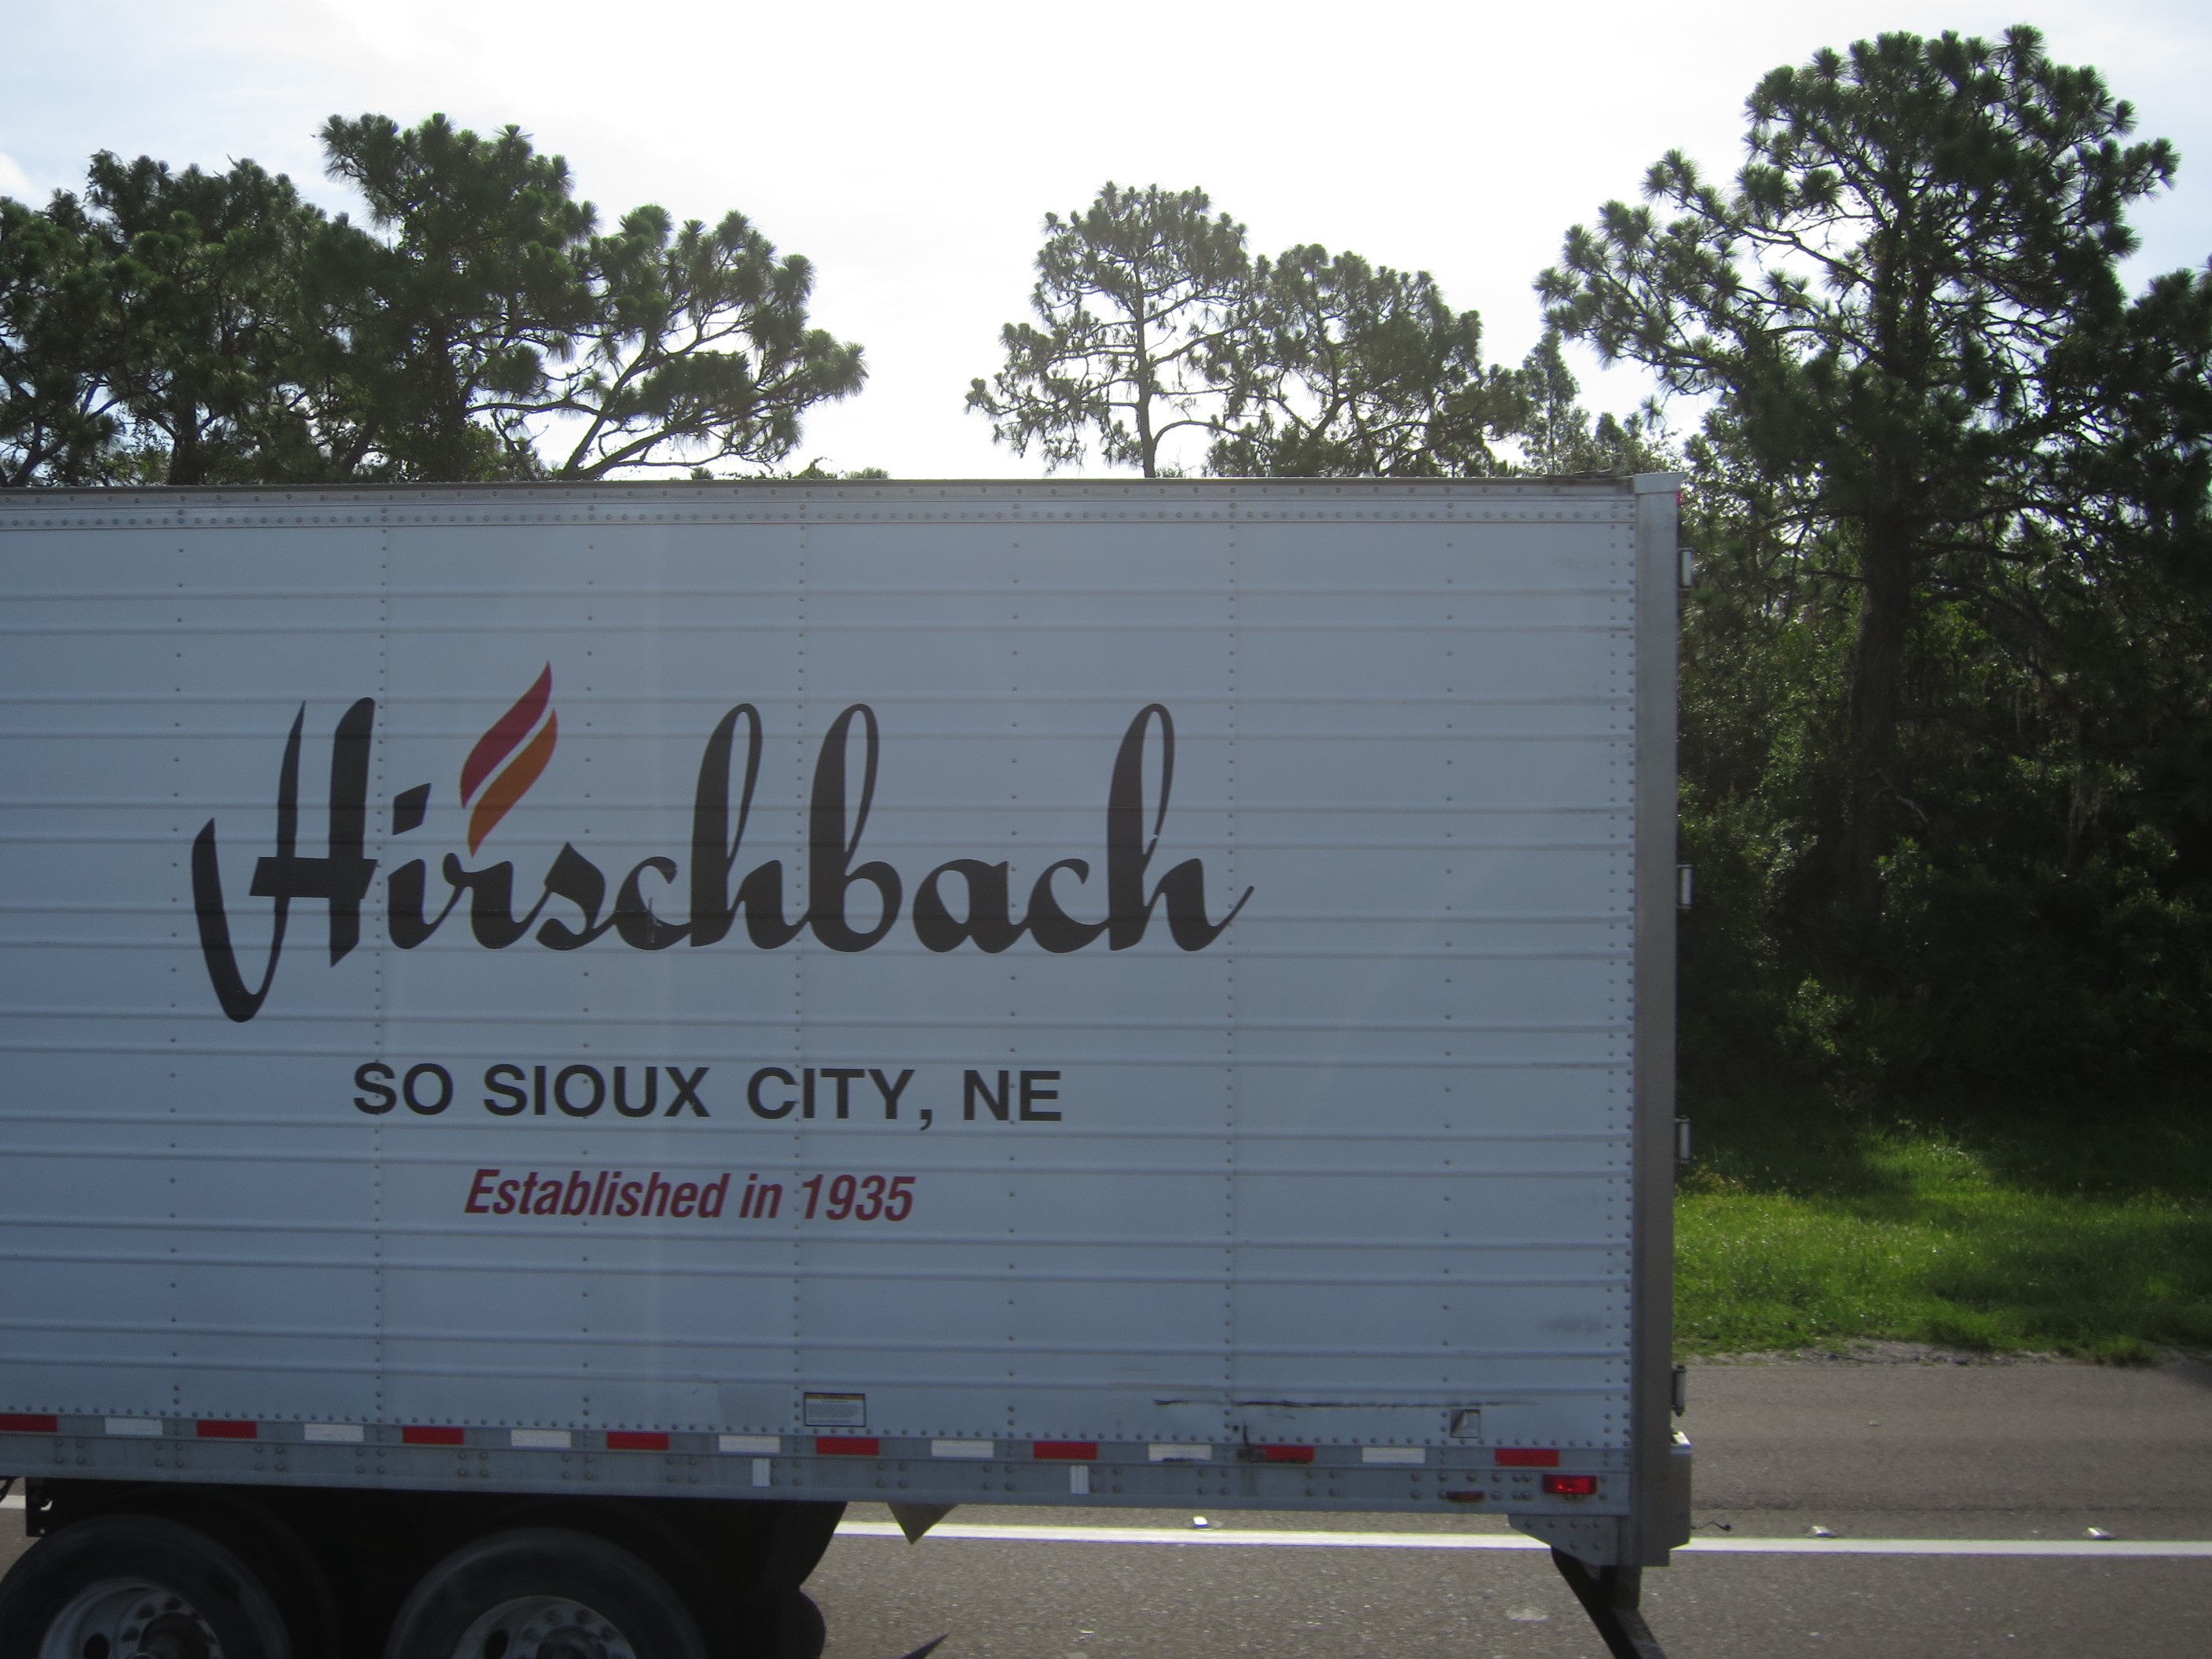 Hirschbach
SO SIOUX CITY, NE
Established in 1935